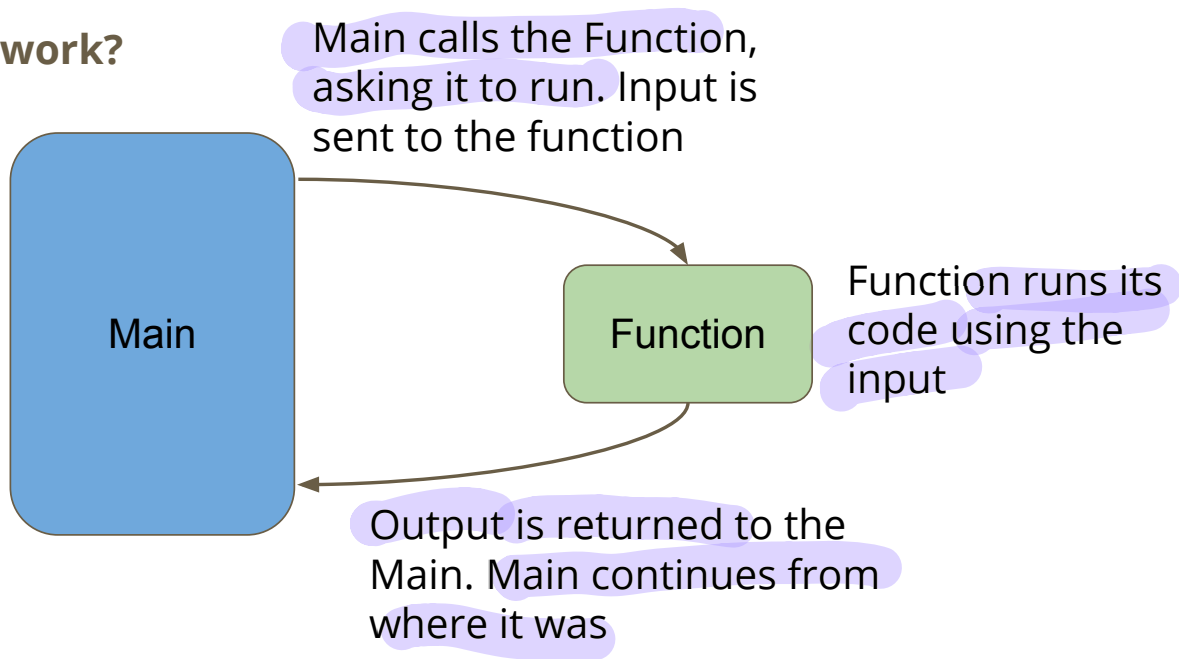 work?
Main calls the Function,
asking it to run. Input is
sent to the function
Main
Function
Function runs its
code using the
input
Output is returned to the
Main. Main continues from
where it was